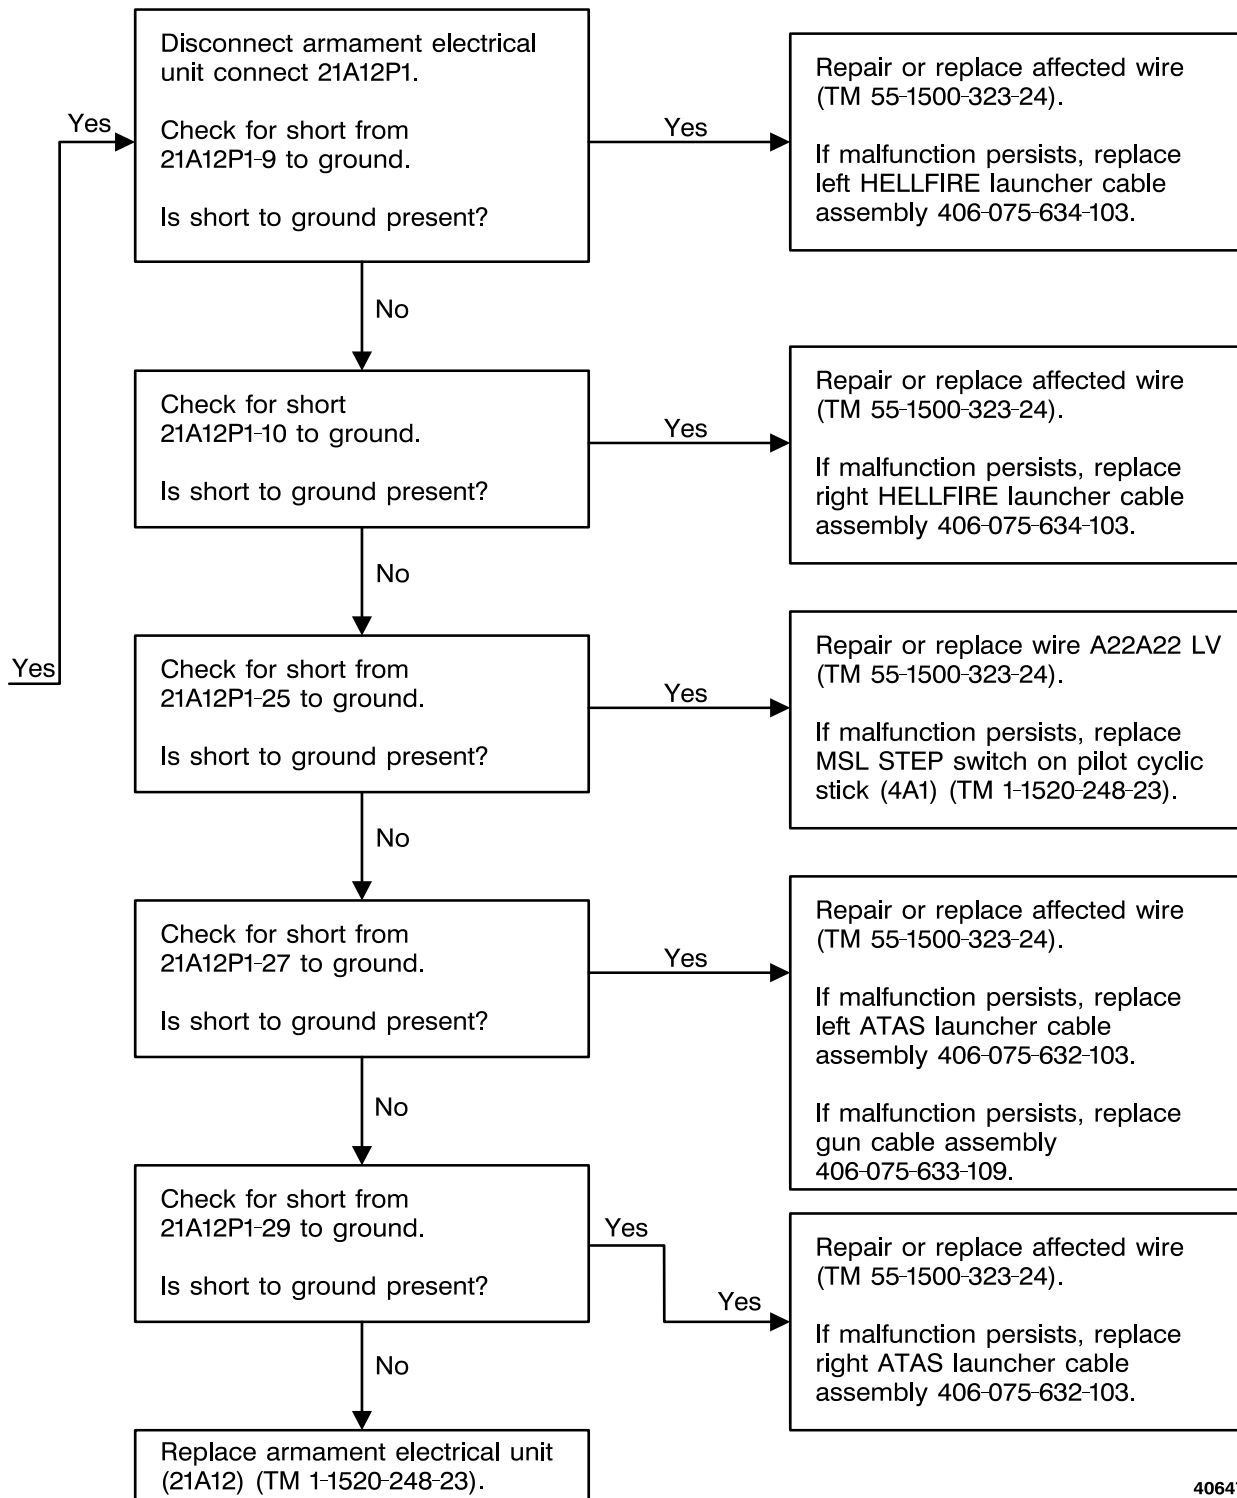 Disconnect armament electrical
unit connect 21A12P1.
Check for short from
21A12P1-9 to ground.
Is short to ground present?
Yes
Yes
Repair or replace affected wire
(TM 55-1500-323-24).
If malfunction persists, replace
left HELLFIRE launcher cable
assembly 406-075-634-103.
No
Check for short
21A12P1-10 to ground.
Is short to ground present?
Yes
Repair or replace affected wire
(TM 55-1500-323-24).
If malfunction persists, replace
right HELLFIRE launcher cable
assembly 406-075-634-103.
No
Yes
Check for short from
21A12P1-25 to ground.
Is short to ground present?
Yes
Repair or replace wire A22A22 LV
(TM 55-1500-323-24).
If malfunction persists, replace
MSL STEP switch on pilot cyclic
stick (4A1) (TM 1-1520-248-23).
No
Check for short from
21A12P1-27 to ground.
Is short to ground present?
Yes
Repair or replace affected wire
(TM 55-1500-323-24).
If malfunction persists, replace
left ATAS launcher cable
assembly 406-075-632-103.
If malfunction persists, replace
gun cable assembly
406-075-633-109.
No
Check for short from
21A12P1-29 to ground.
Is short to ground present?
Yes
Yes
Repair or replace affected wire
(TM 55-1500-323-24).
If malfunction persists, replace
right ATAS launcher cable
assembly 406-075-632-103.
No
Replace armament electrical unit
(21A12) (TM 1-1520-248-23).